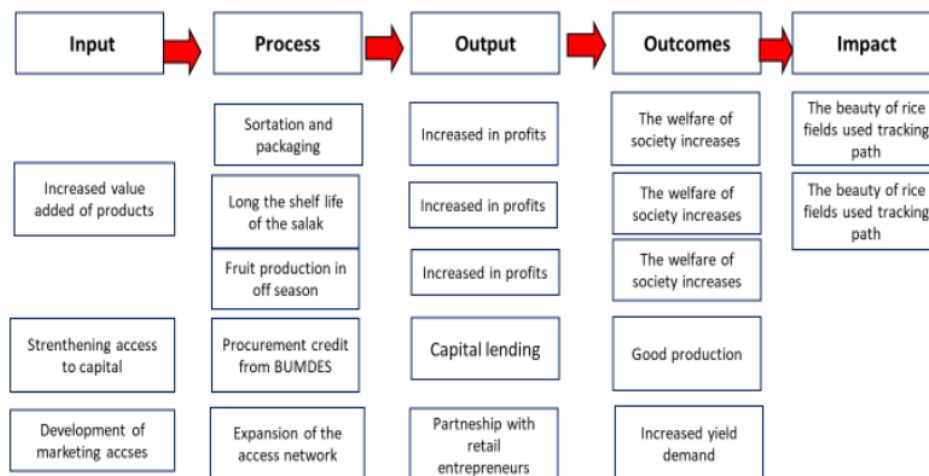 Input
Process
Output
Outcomes
Impact
Sortation and
packaging
Increased in profits
The welfare of
society increases
The beauty of rice
fields used tracking
path
Increased value
added of products
Long the shelf life
of the salak
Increased in profits
The welfare of
society increases
The beauty of rice
fields used tracking
path
Fruit production in
off season
Increased in profits
The welfare of
society increases
Strenthening access
to capital
Procurement credit
from BUMDES
Capital lending
Good production
Development of
marketing accses
Expansion of the
access network
Partneship with
retail
entrepreneurs
Increased yield
demand